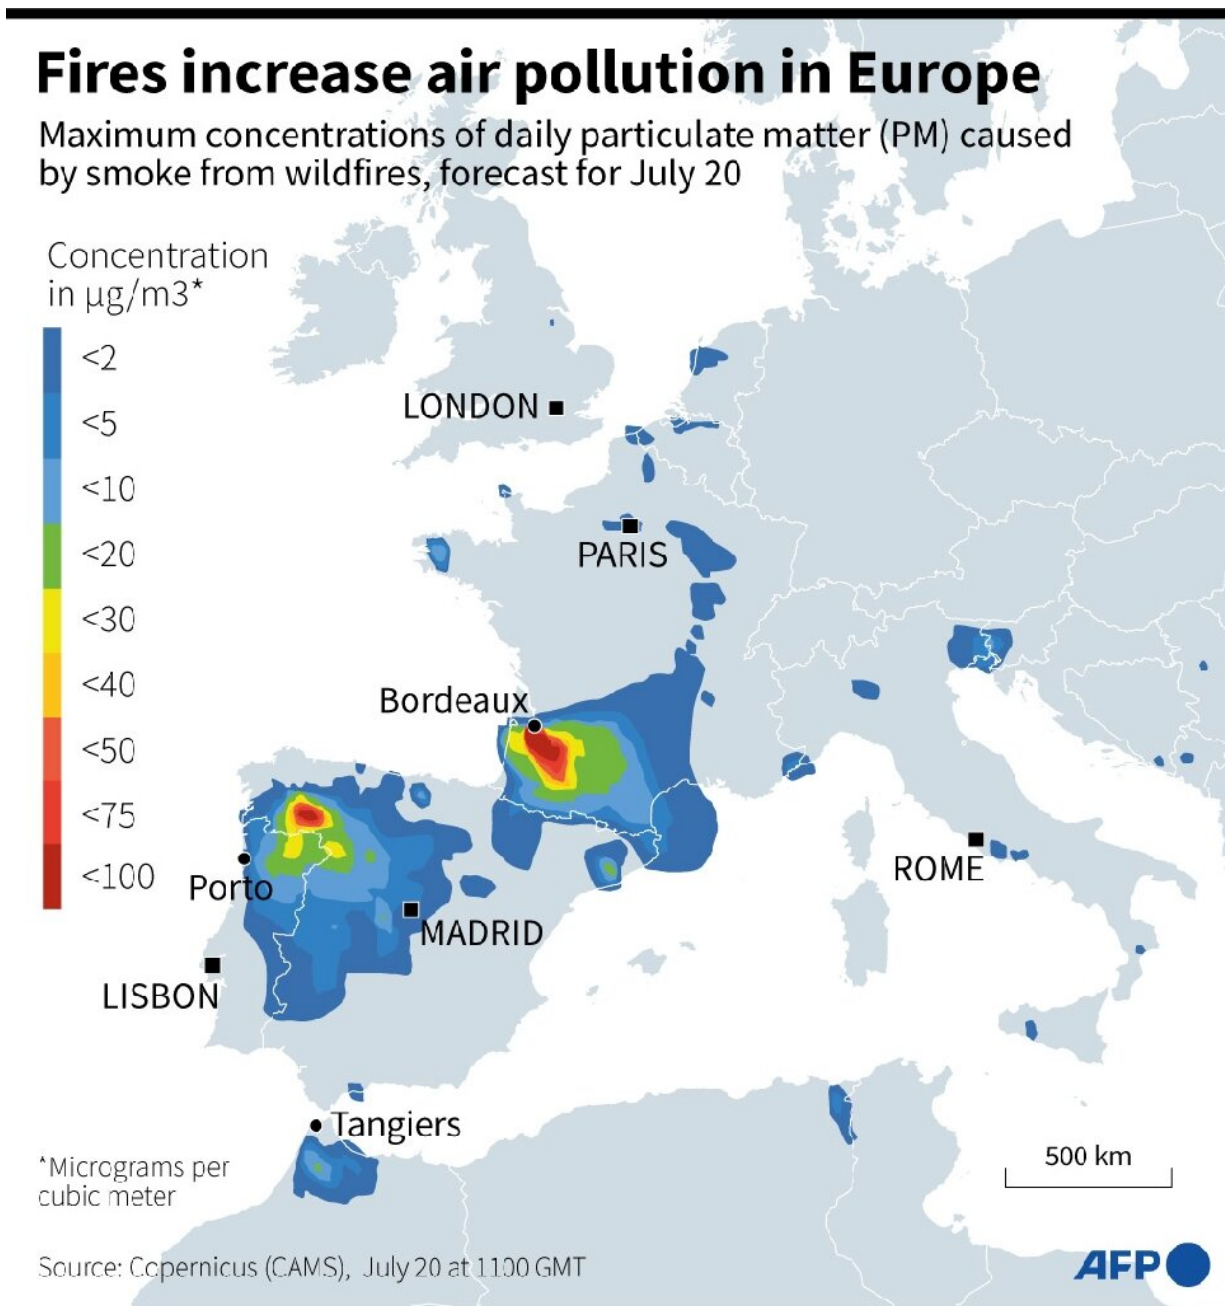 Fires increase air pollution in Europe
Maximum concentrations of daily particulate matter (PM) caused
by smoke from wildfires, forecast for July 20
Concentration
in µg/m3*
<2
<5
<10
<20
<30
<40
<50
<75
<100
LONDON
PARIS
Bordeaux
Porto
MADRID
LISBON
ROME
Tangiers
*Micrograms per
cubic meter
500 km
Source: Copernicus (CAMS), July 20 at 1100 GMT
AFP